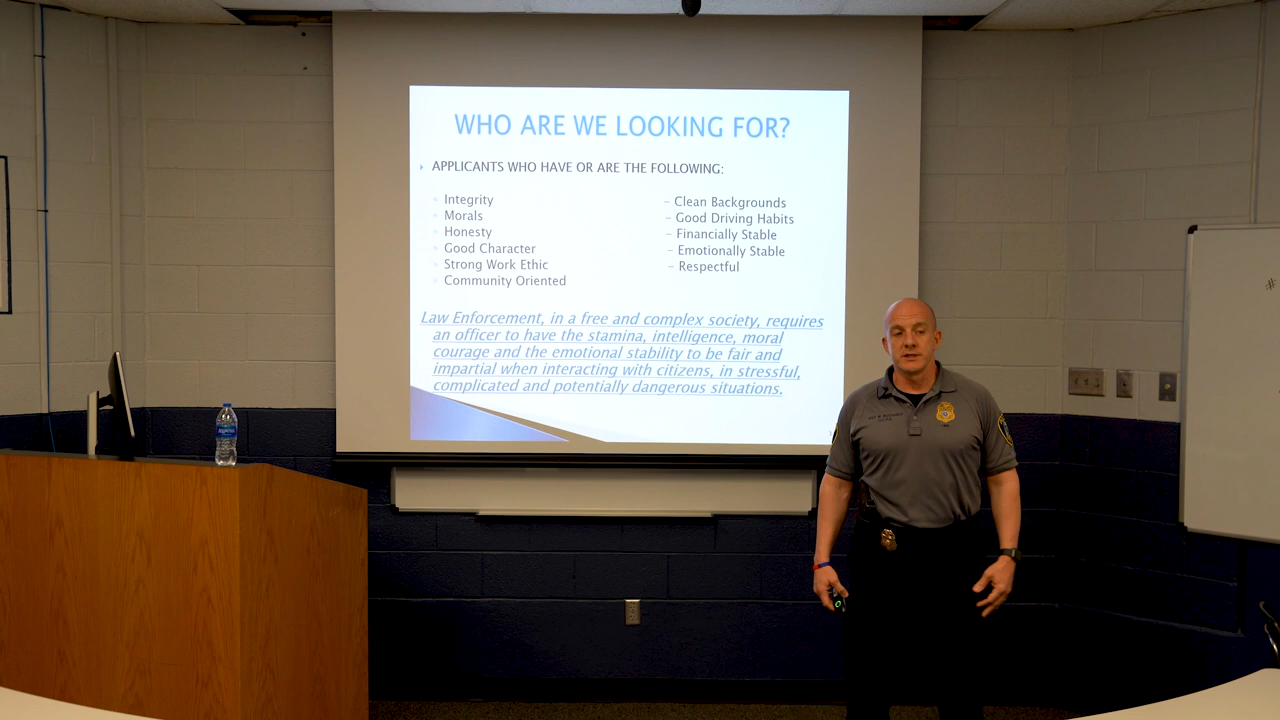 WHO ARE WE LOOKING FOR?
APPLICANTS WHO HAVE OR ARE THE FOLLOWING:
Integrity
Morals
Honesty
Good Character
Strong Work Ethic
Community Oriented
– Clean Backgrounds
– Good Driving Habits
– Financially Stable
– Emotionally Stable
– Respectful
Law Enforcement, in a free and complex society, requires
an officer to have the stamina, intelligence, moral
courage and the emotional stability to be fair and
impartial when interacting with citizens, in stressful,
complicated and potentially dangerous situations.
#